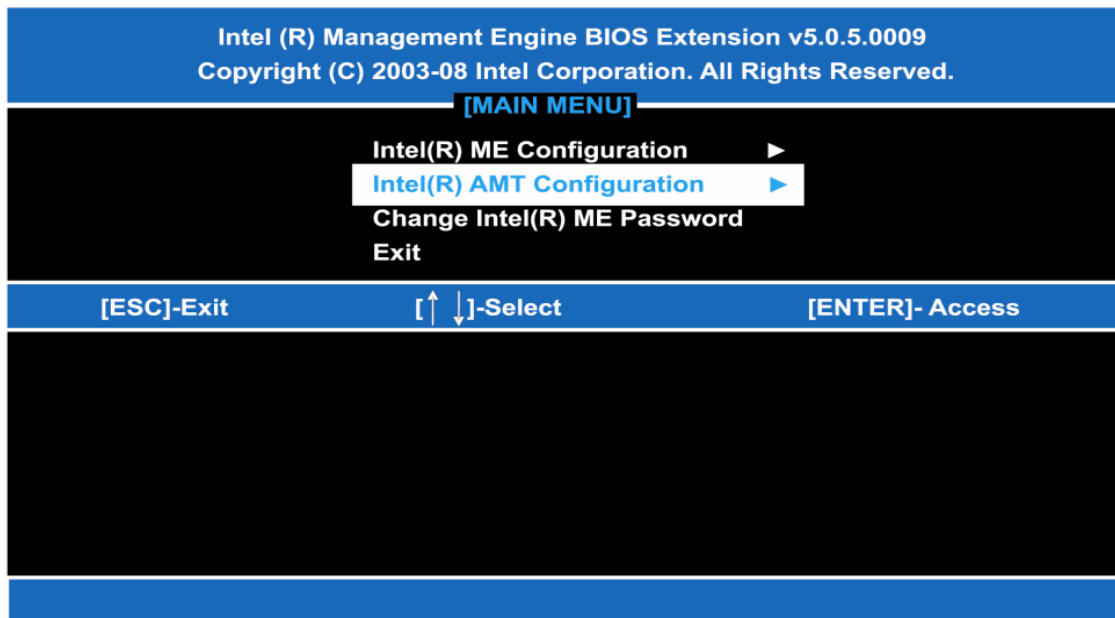 Intel (R) Management Engine BIOS Extension v5.0.5.0009
Copyright (C) 2003-08 Intel Corporation. All Rights Reserved.
[MAIN MENU]
Intel(R) ME Configuration ►
Intel(R) AMT Configuration ►
Change Intel(R) ME Password
Exit
[ESC]-Exit [↑ ↓]-Select [ENTER]- Access